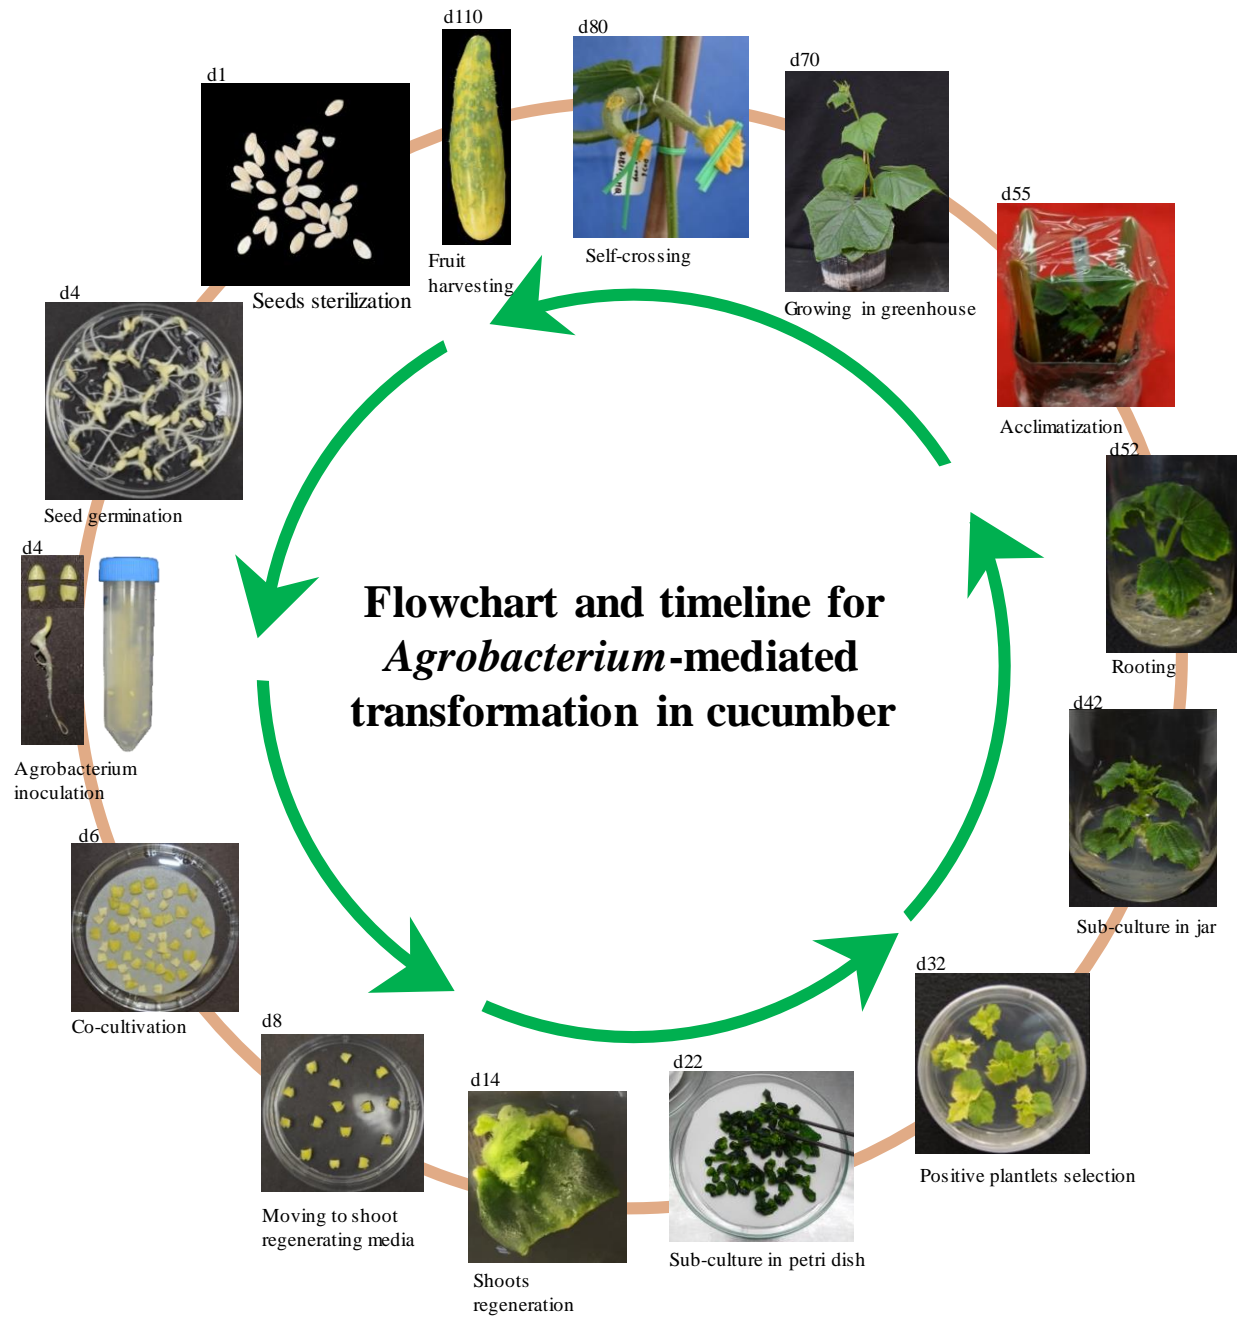 d110
d80
d70
d1
d55
Fruit
harvesting
Self-crossing
Growing in greenhouse
Seeds sterilization
d4
Acclimatization
d52
Seed germination
d4
Flowchart and timeline for
Agrobacterium-mediated
transformation in cucumber
Rooting
d42
Agrobacterium
inoculation
d6
Sub-culture in jar
d32
Co-cultivation
d8
d14
d22
Positive plantlets selection
Moving to shoot
regenerating media
Sub-culture in petri dish
Shoots
regeneration